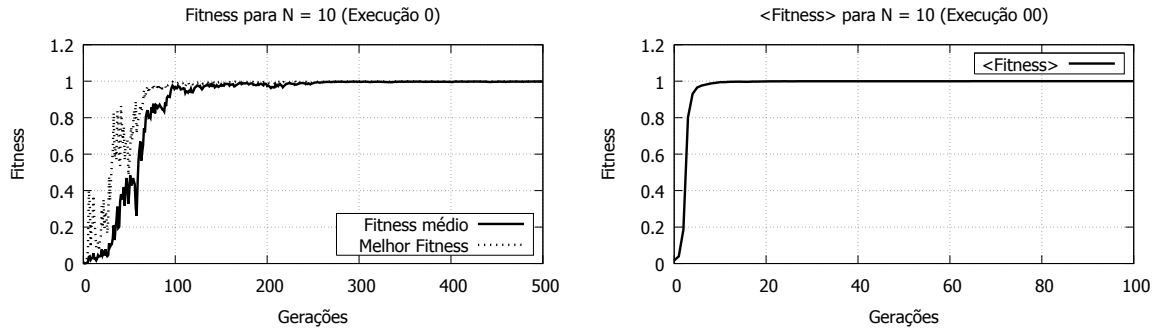 Fitness para N = 10 (Execução 0)
1.2
1
0.8
0.6
0.4
0.2
0
Fitness
Fitness médio
Melhor Fitness
0 100 200 300 400 500
Gerações
<Fitness> para N = 10 (Execução 00)
1.2
1
0.8
0.6
0.4
0.2
0
Fitness
<Fitness>
0 20 40 60 80 100
Gerações